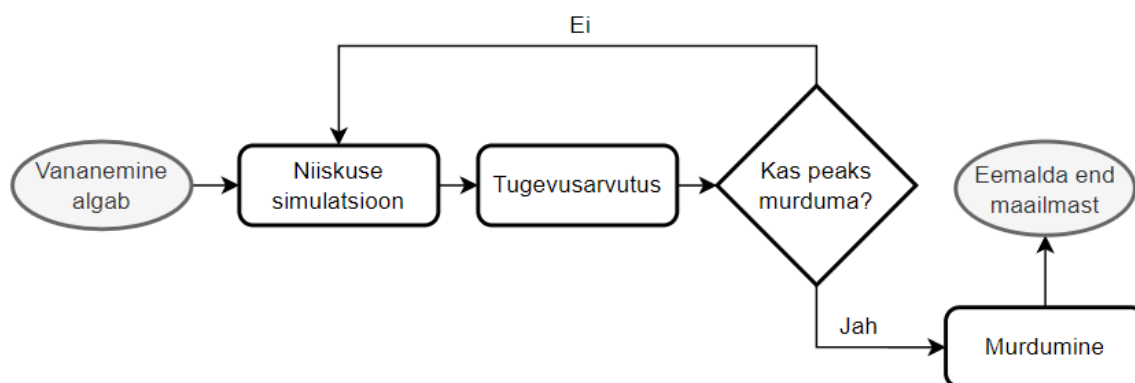 Ei
Vananemine
algab
Niiskuse
simulatsioon
Tugevusarvutus
Kas peaks
murduma?
Eemalda end
maailmast
Jah
Murdumine